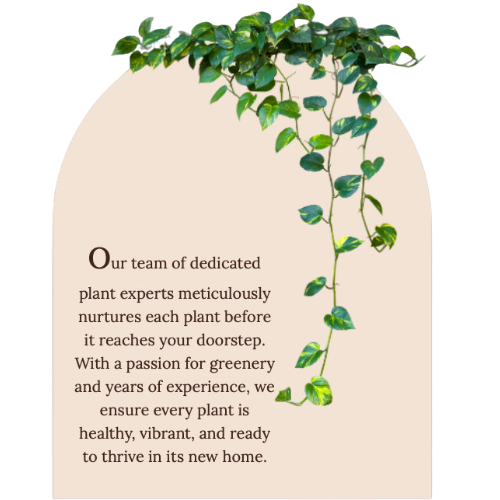 Our team of dedicated
plant experts meticulously
nurtures each plant before
it reaches your doorstep.
With a passion for greenery
and years of experience, we
ensure every plant is
healthy, vibrant, and ready
to thrive in its new home.